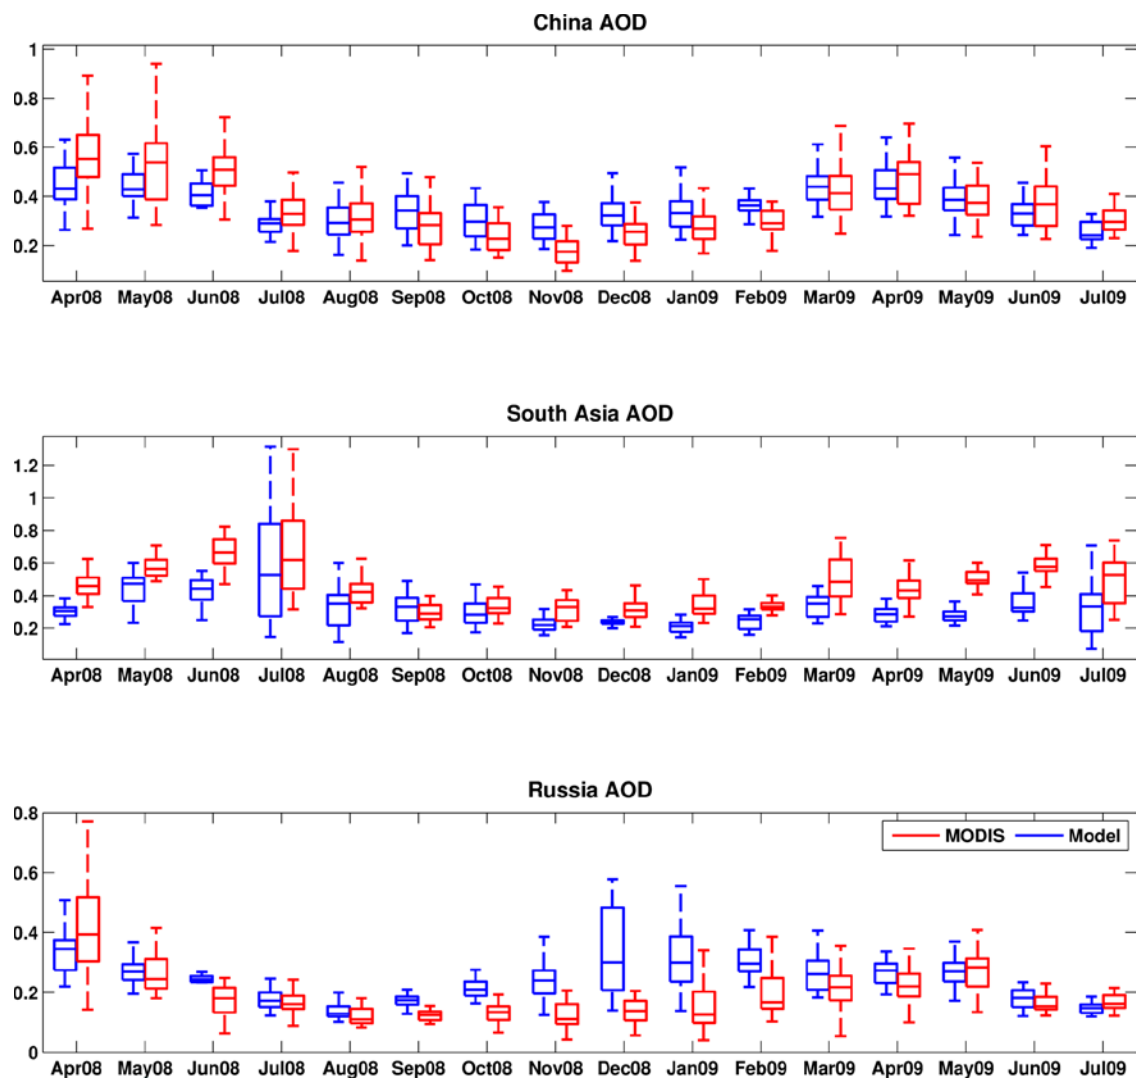 China AOD
1
0.8
0.6
0.4
0.2
Apr08 May08 Jun08 Jul08 Aug08 Sep08 Oct08 Nov08 Dec08 Jan09 Feb09 Mar09 Apr09 May09 Jun09 Jul09
South Asia AOD
1.2
1
0.8
0.6
0.4
0.2
Apr08 May08 Jun08 Jul08 Aug08 Sep08 Oct08 Nov08 Dec08 Jan09 Feb09 Mar09 Apr09 May09 Jun09 Jul09
Russia AOD
0.8
MODIS Model
0.6
0.4
0.2
0
Apr08 May08 Jun08 Jul08 Aug08 Sep08 Oct08 Nov08 Dec08 Jan09 Feb09 Mar09 Apr09 May09 Jun09 Jul09